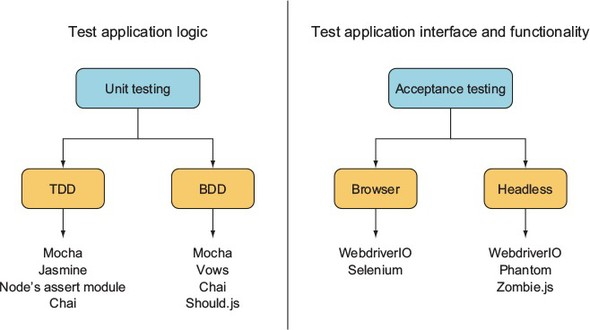 Test application logic
Unit testing
TDD
BDD
Mocha
Jasmine
Node's assert module
Chai
Mocha
Vows
Chai
Should.js
Test application interface and functionality
Acceptance testing
Browser
Headless
WebdriverIO
Selenium
WebdriverIO
Phantom
Zombie.js